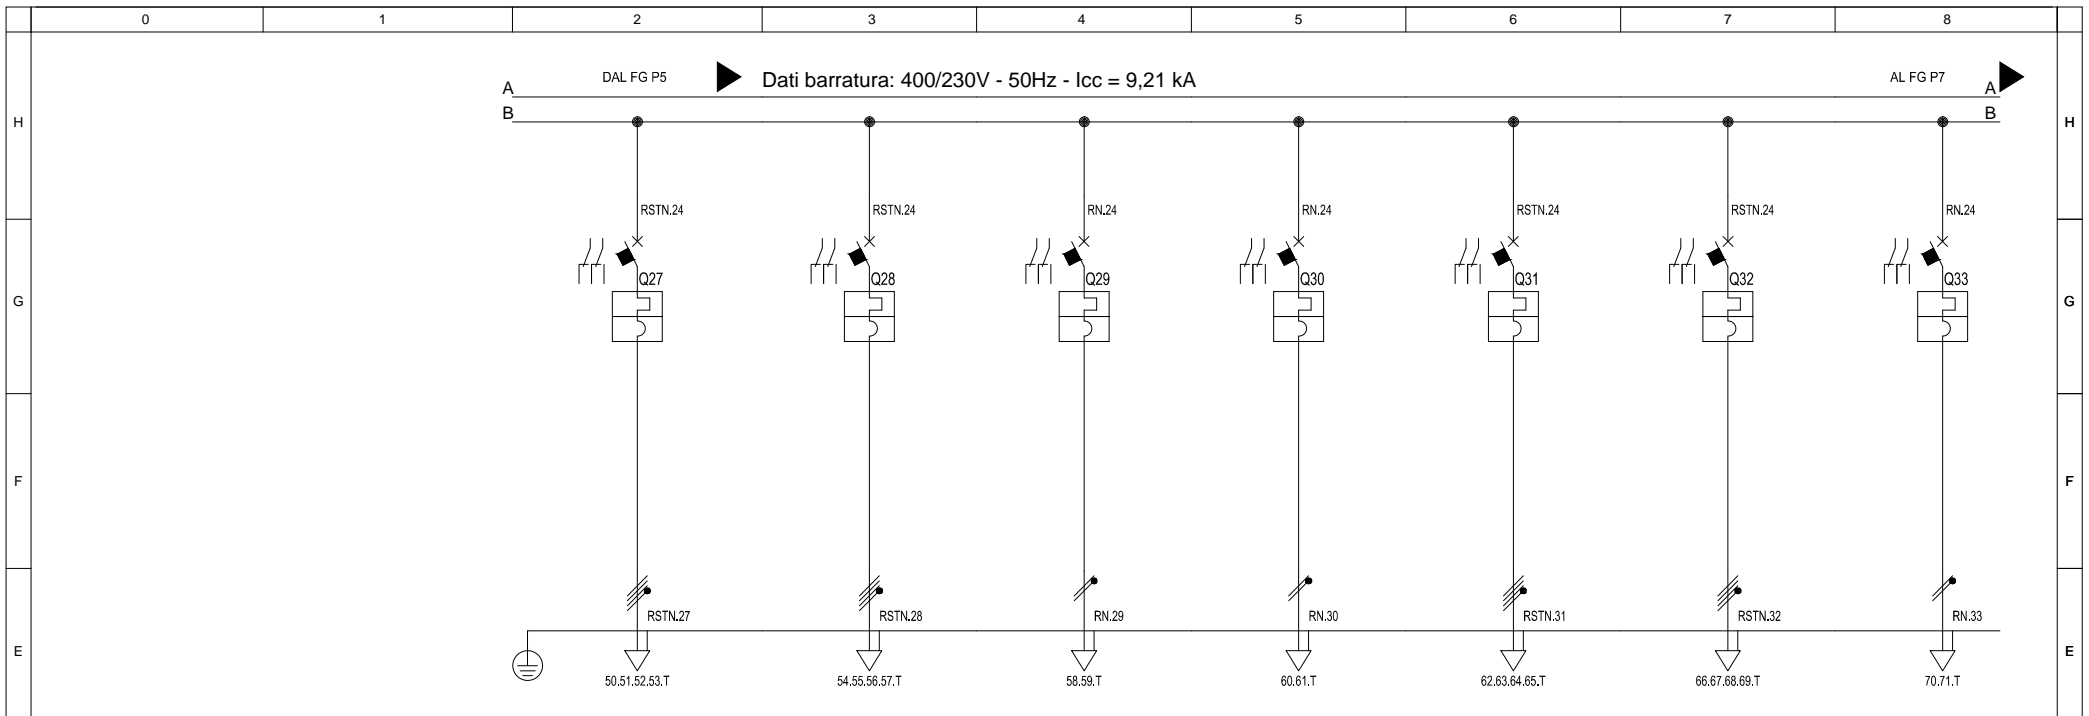 0 1 2 3 4 5 6 7 8
DAL FG P5 Dati barratura: 400/230V - 50Hz - Icc = 9,21 kA AL FG P7
A A
B B
H H
RSTN.24 RSTN.24 RN.24 RN.24 RSTN.24 RSTN.24 RN.24
Q27 Q28 Q29 Q30 Q31 Q32 Q33
G G
F F
RSTN.27 RSTN.28 RN.29 RN.30 RSTN.31 RSTN.32 RN.33
E E
50.51.52.53.T 54.55.56.57.T 58.59.T 60.61.T 62.63.64.65.T 66.67.68.69.T 70.71.T